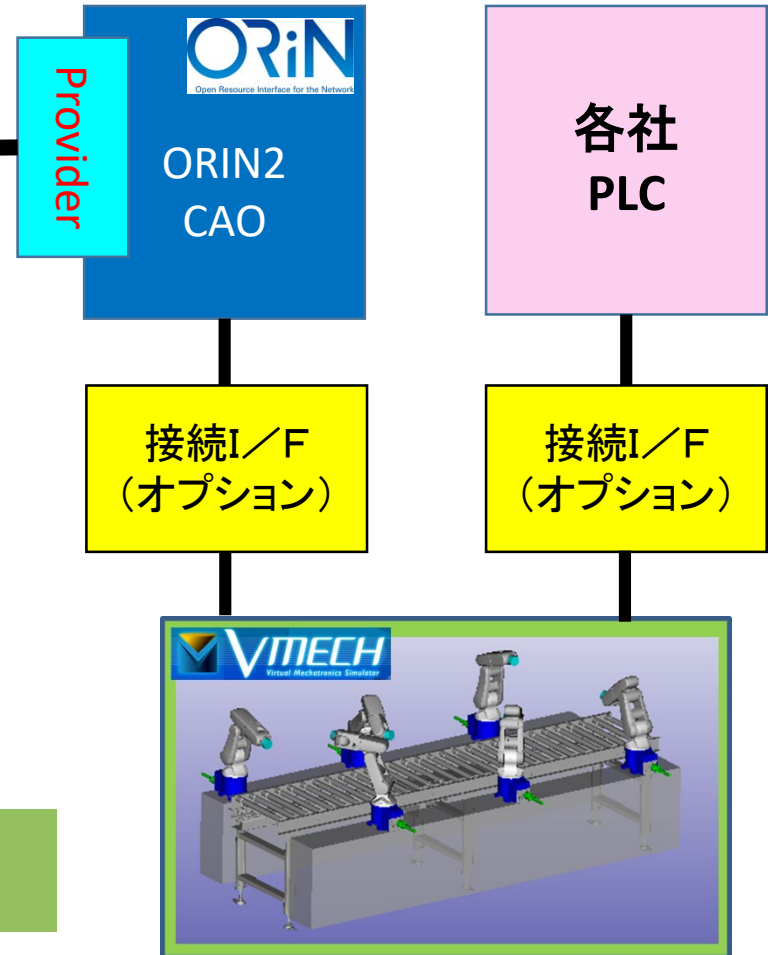 ORiN
Open Resource Interface for the Network
Provider
ORIN2
CAO
各社
PLC
接続I／F
（オプション）
接続I／F
（オプション）
VMECH
Virtual Mechatronics Simulator